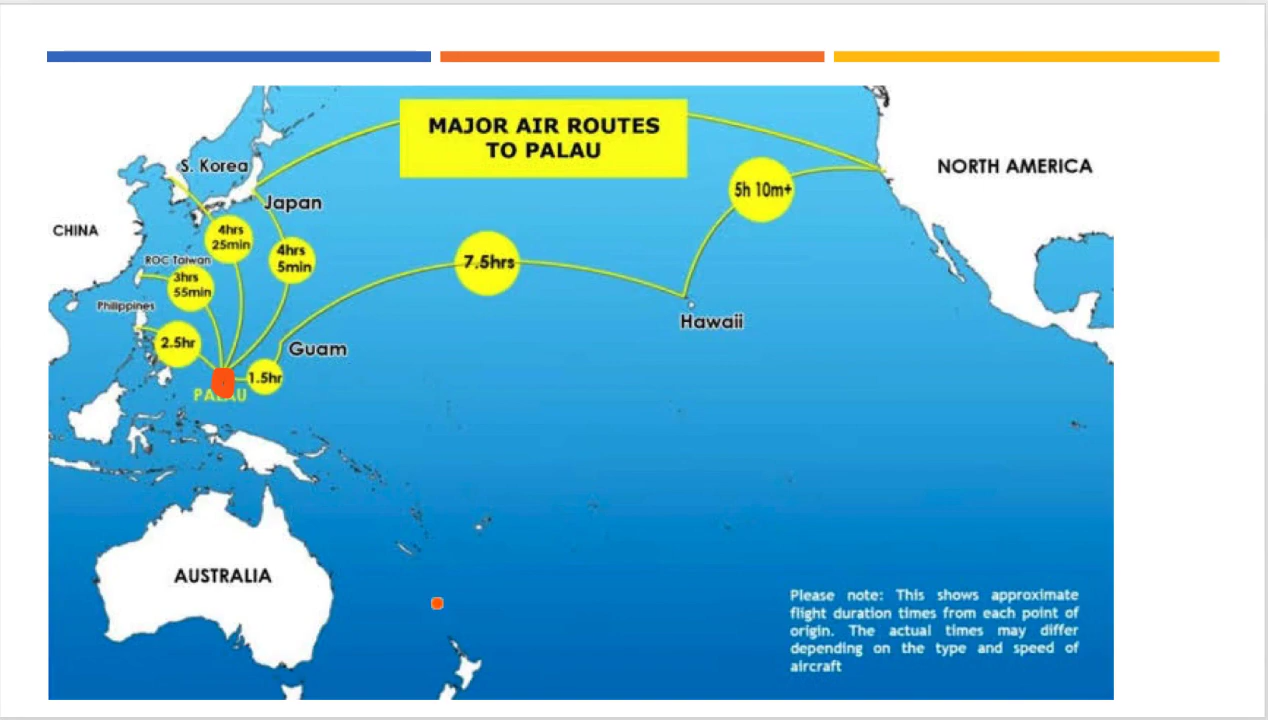 MAJOR AIR ROUTES
TO PALAU
NORTH AMERICA
5h 10m+
S. Korea
Japan
CHINA
4hrs
25min
4hrs
5min
ROC Taiwan
3hrs
55min
7.5hrs
Philippines
Hawaii
2.5hr
Guam
1.5hr
PALAU
AUSTRALIA
Please note: This shows approximate
flight duration times from each point of
origin. The actual times may differ
depending on the type and speed of
aircraft